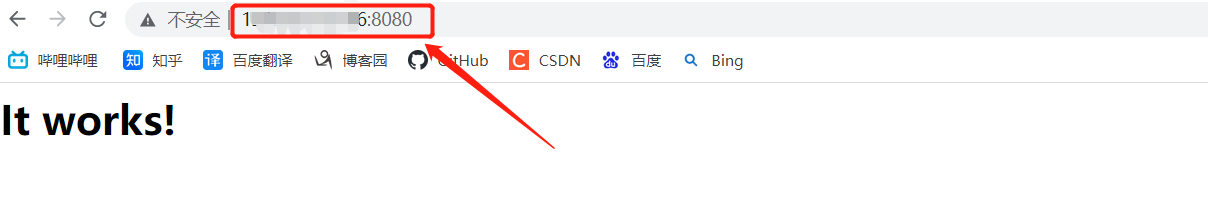 不安全 6:8080
哔哩哔哩 知 知乎 译 百度翻译 博客园 GitHub C CSDN du 百度 Bing
It works!